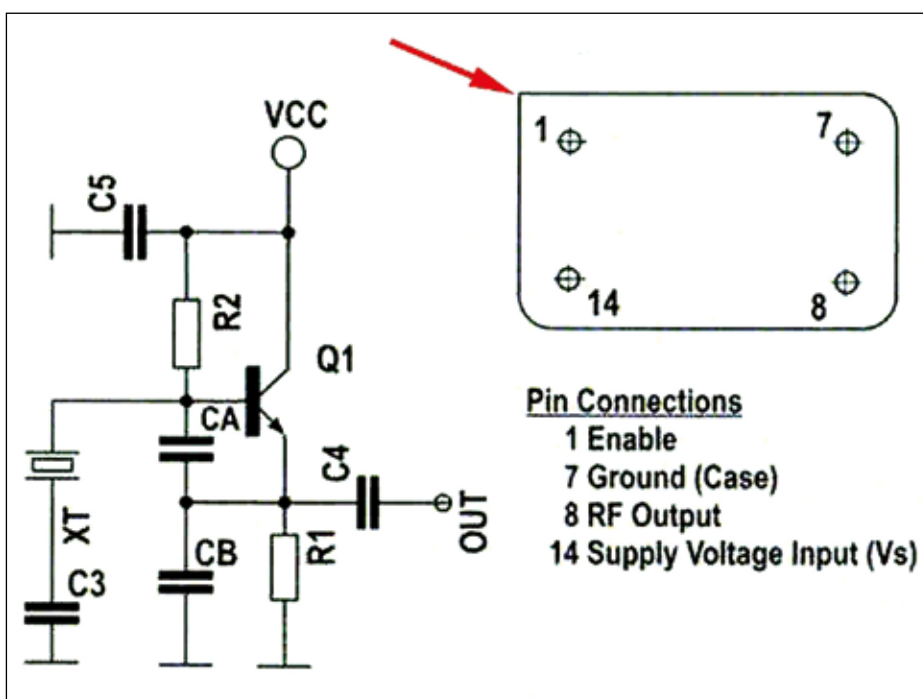 VCC
C5
R2
Q1
CA
C4
XT
CB
R1
OUT
C3
1
7
14
8
Pin Connections
1 Enable
7 Ground (Case)
8 RF Output
14 Supply Voltage Input (Vs)